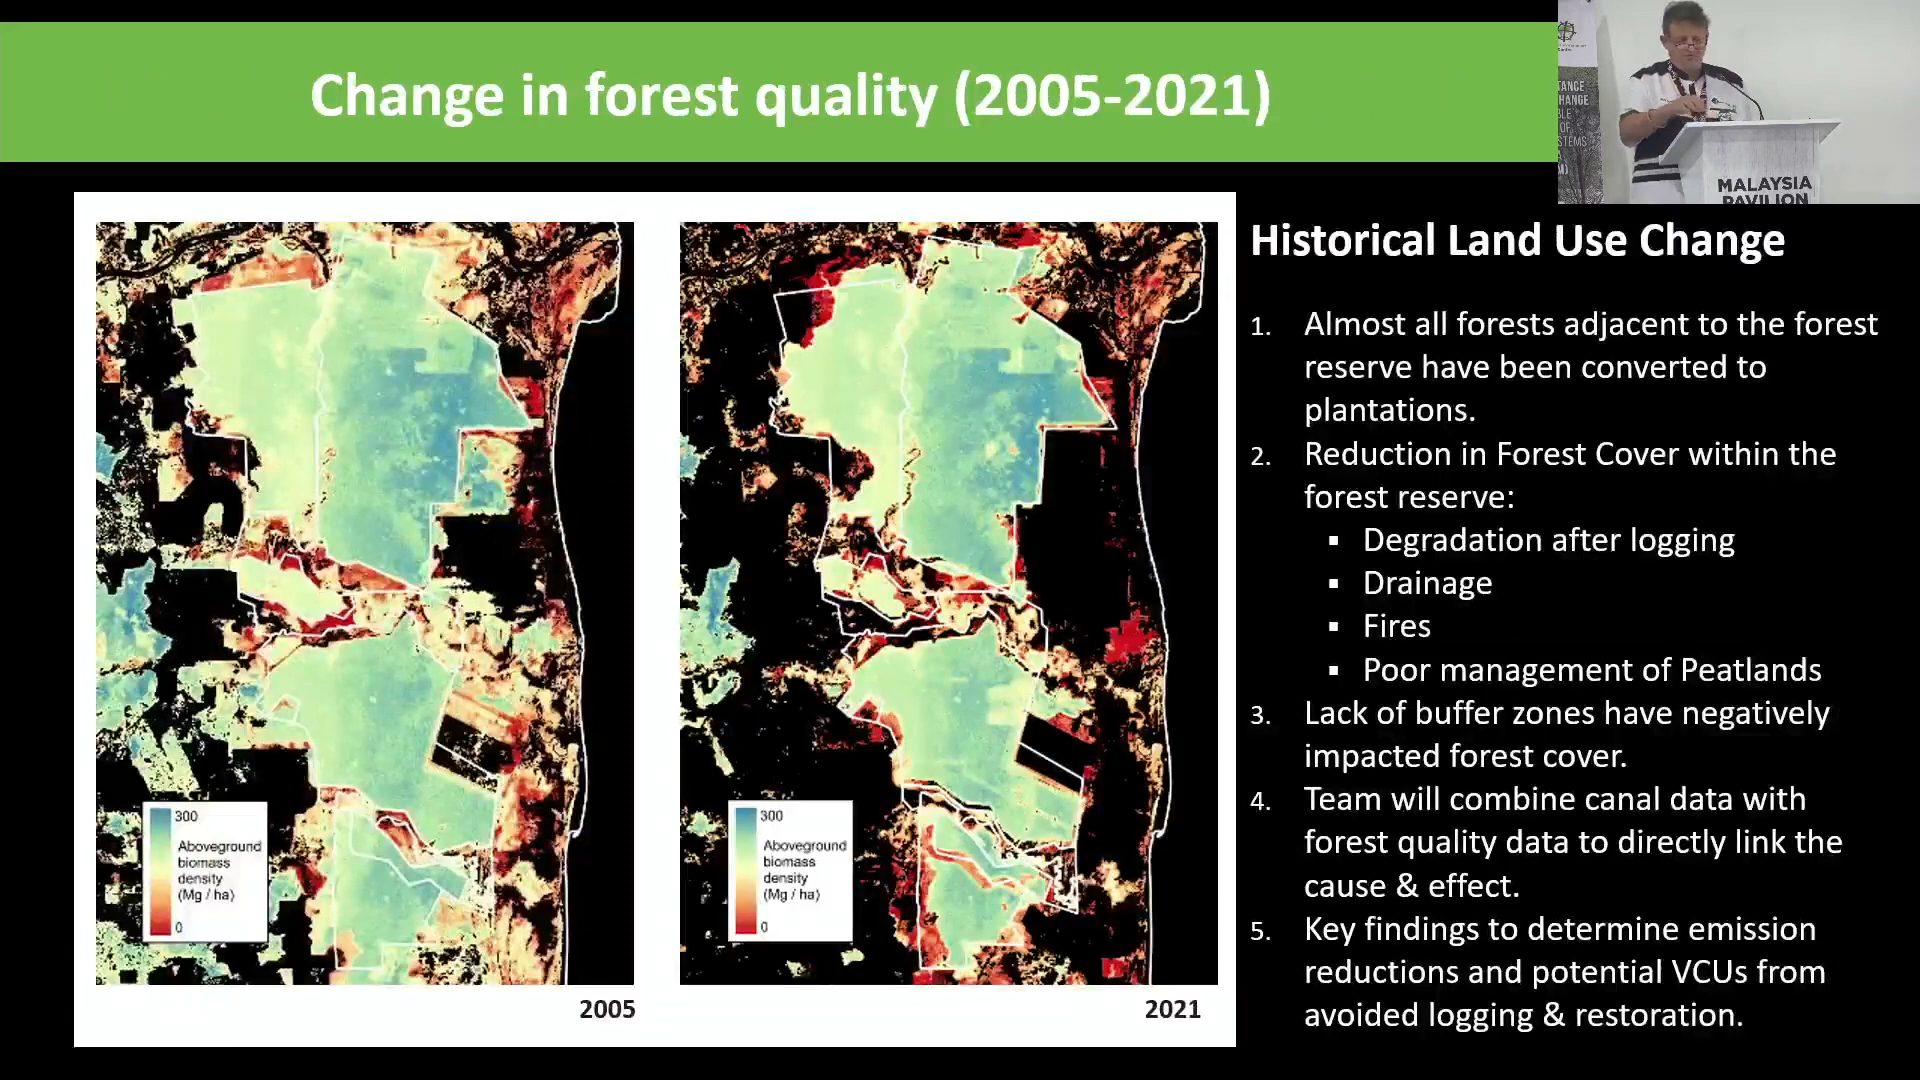 Change in forest quality (2005-2021)
TANCE
HANGE
BLE
OF
STEMS
MALAYSIA
PAVILION
Historical Land Use Change
1. Almost all forests adjacent to the forest
reserve have been converted to
plantations.
2. Reduction in Forest Cover within the
forest reserve:
▪ Degradation after logging
▪ Drainage
▪ Fires
▪ Poor management of Peatlands
3. Lack of buffer zones have negatively
impacted forest cover.
4. Team will combine canal data with
forest quality data to directly link the
cause & effect.
5. Key findings to determine emission
reductions and potential VCUs from
avoided logging & restoration.
300
Aboveground
biomass
density
(Mg / ha)
0
2005
300
Aboveground
biomass
density
(Mg / ha)
0
2021